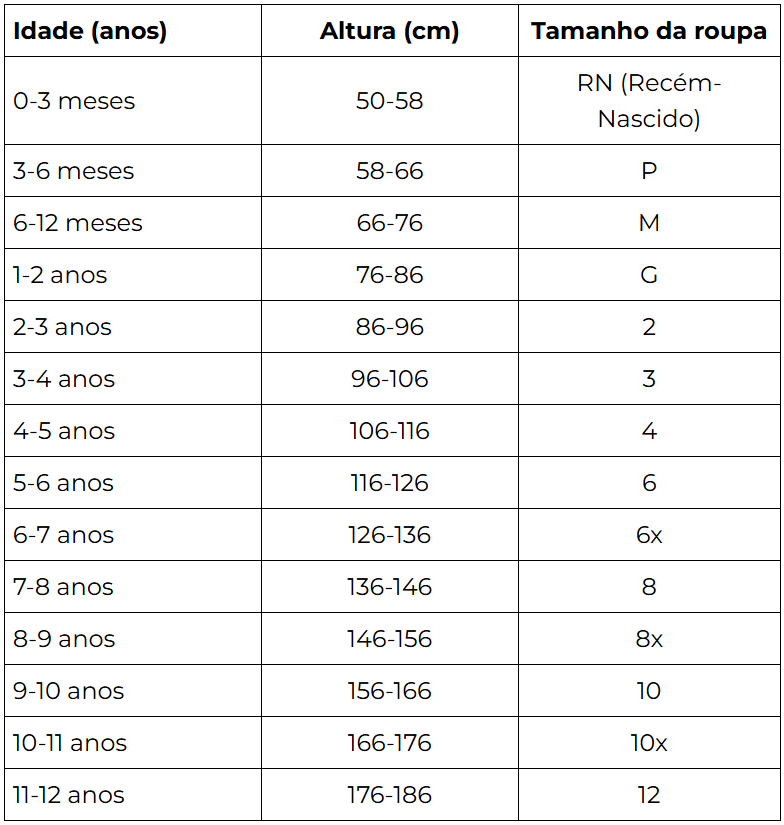 Idade (anos) Altura (cm) Tamanho da roupa
0-3 meses 50-58 RN (Recém-
Nascido)
3-6 meses 58-66 P
6-12 meses 66-76 M
1-2 anos 76-86 G
2-3 anos 86-96 2
3-4 anos 96-106 3
4-5 anos 106-116 4
5-6 anos 116-126 6
6-7 anos 126-136 6x
7-8 anos 136-146 8
8-9 anos 146-156 8x
9-10 anos 156-166 10
10-11 anos 166-176 10x
11-12 anos 176-186 12